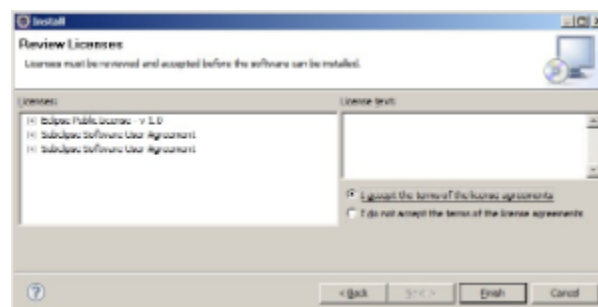 Install
Review Licenses
Licenses must be reviewed and accepted before the software can be installed.
Licenses:
License text:
Eclipse Public License - v 1.0
Subclipse Software User Agreement
Subclipse Software User Agreement
I accept the terms of the license agreements
I do not accept the terms of the license agreements
?
< Back
Next >
Finish
Cancel